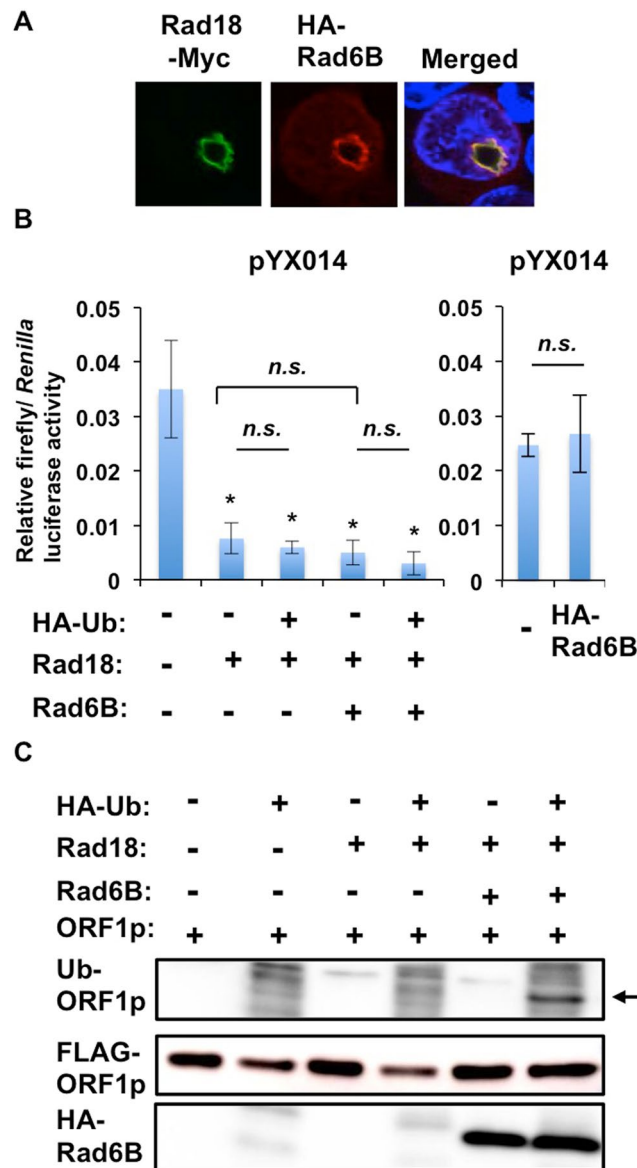 A
Rad18
-Myc
HA-
Rad6B
Merged
B
pYX014
Relative firefly/ Renilla
luciferase activity
0.05
0.04
0.03
0.02
0.01
0
n.s.
n.s.
n.s.
* * * *
HA-Ub: - - + - +
Rad18: - + + + +
Rad6B: - - - + +
pYX014
0.05
0.04
0.03
0.02
0.01
0
n.s.
- HA-
Rad6B
C
HA-Ub: - + - + - +
Rad18: - - + + + +
Rad6B: - - - - + +
ORF1p: + + + + + +
Ub-
ORF1p
FLAG-
ORF1p
HA-
Rad6B